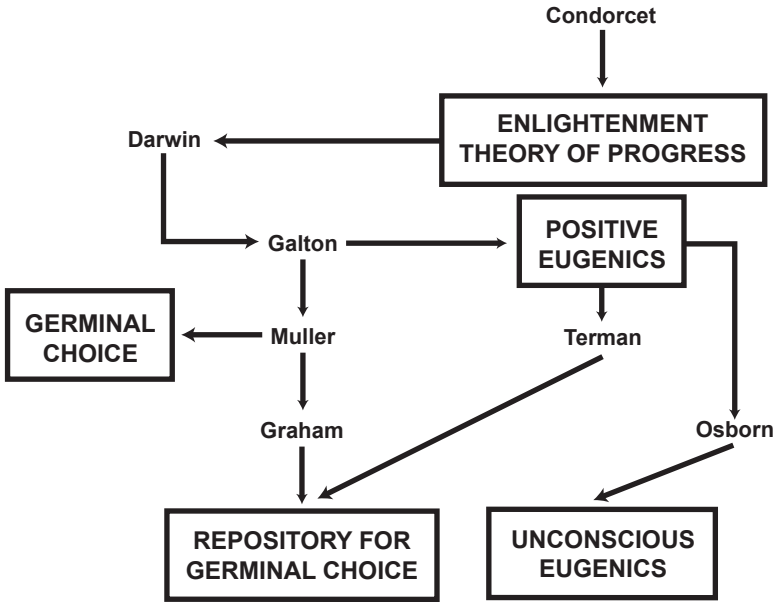 Condorcet
ENLIGHTENMENT
THEORY OF PROGRESS
Darwin
Galton
POSITIVE
EUGENICS
GERMINAL
CHOICE
Muller
Terman
Graham
Osborn
REPOSITORY FOR
GERMINAL CHOICE
UNCONSCIOUS
EUGENICS